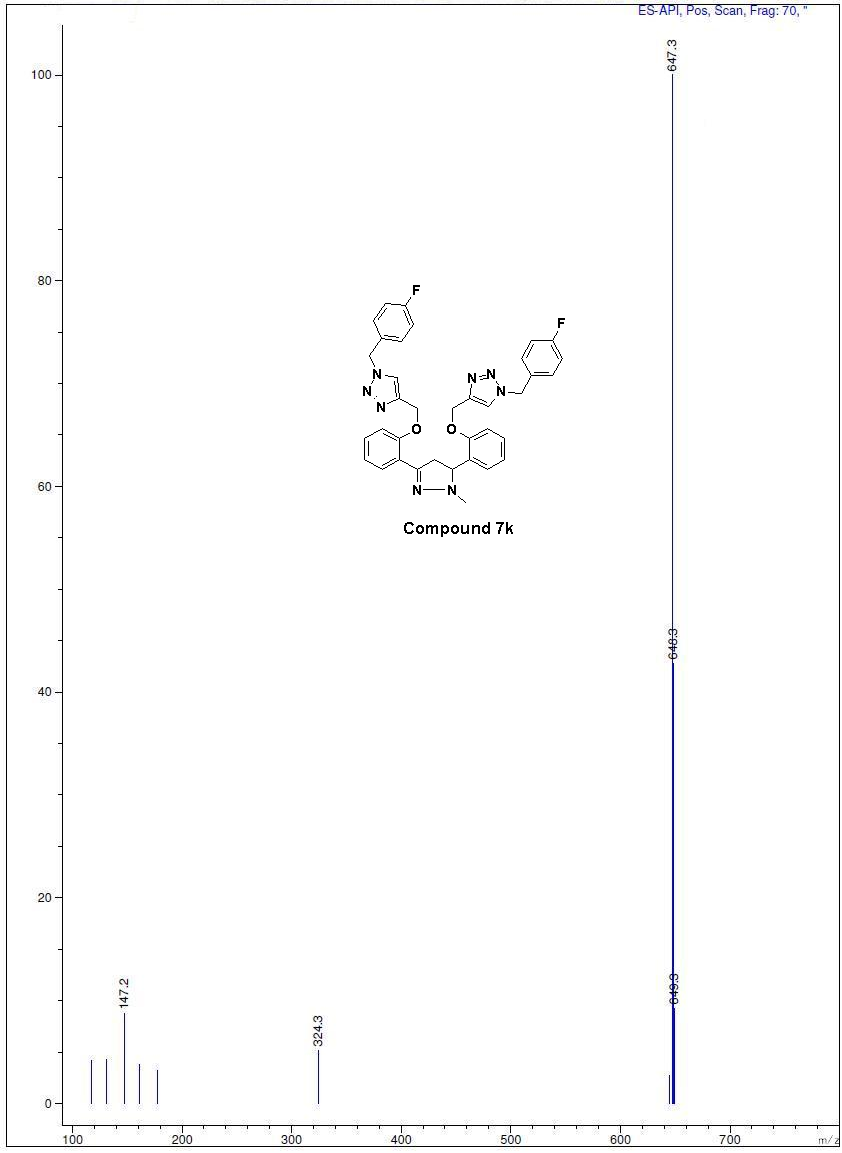 ES-API, Pos, Scan, Frag: 70, "
647.3
100
80
F
F
N
N
N
N
N
N
O
O
60
N
N
Compound 7k
648.3
40
20
649.3
147.2
324.3
0
100
200
300
400
500
600
700
m/z